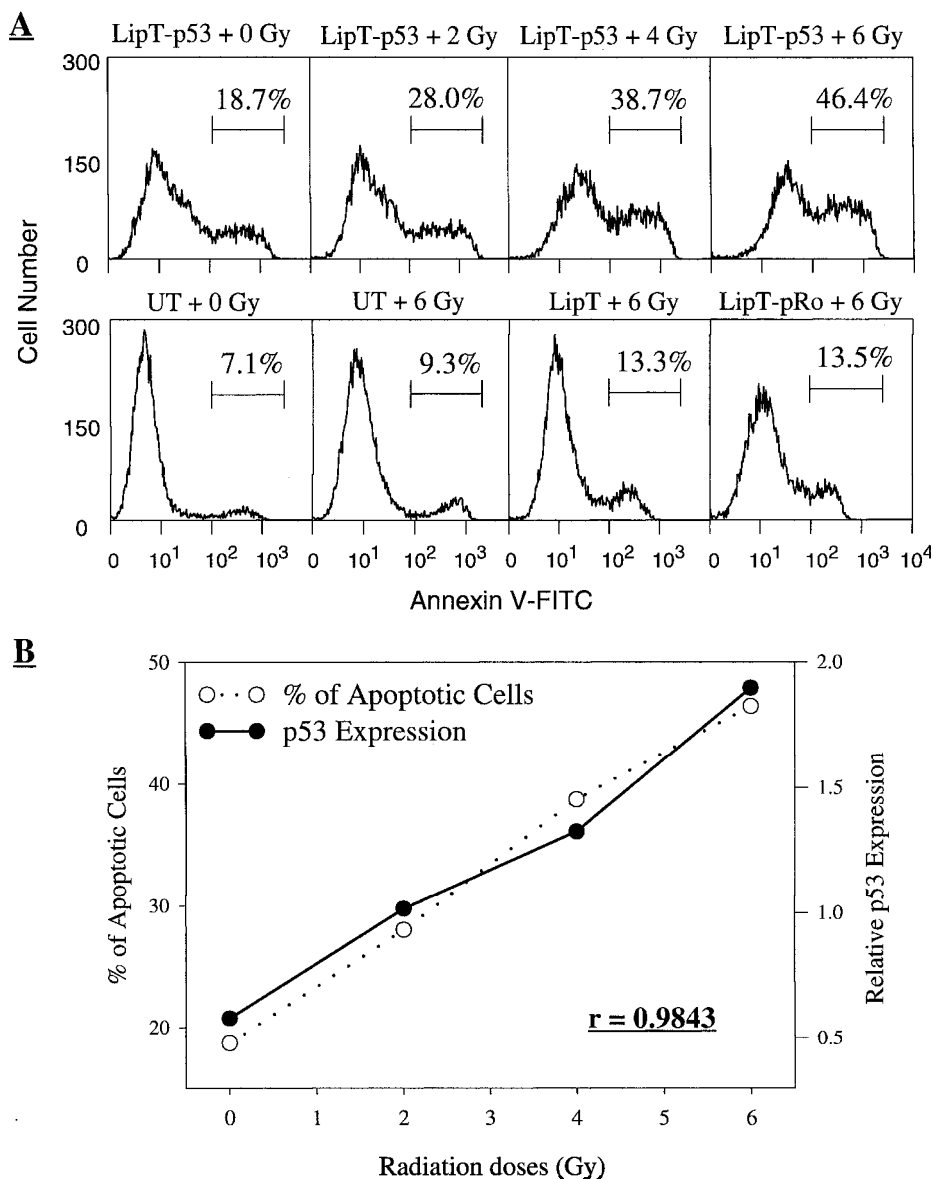 A
LipT-p53 + 0 Gy LipT-p53 + 2 Gy LipT-p53 + 4 Gy LipT-p53 + 6 Gy
300
18.7% 28.0% 38.7% 46.4%
150
0
Cell Number
UT + 0 Gy UT + 6 Gy LipT + 6 Gy LipT-pRo + 6 Gy
300
7.1% 9.3% 13.3% 13.5%
150
0
0 10¹ 10² 10³ 0 10¹ 10² 10³ 0 10¹ 10² 10³ 0 10¹ 10² 10³ 10⁴
Annexin V-FITC
B
50 2.0
% of Apoptotic Cells
p53 Expression
40 1.5
% of Apoptotic Cells
Relative p53 Expression
30 1.0
r = 0.9843
20 0.5
0 1 2 3 4 5 6
Radiation doses (Gy)